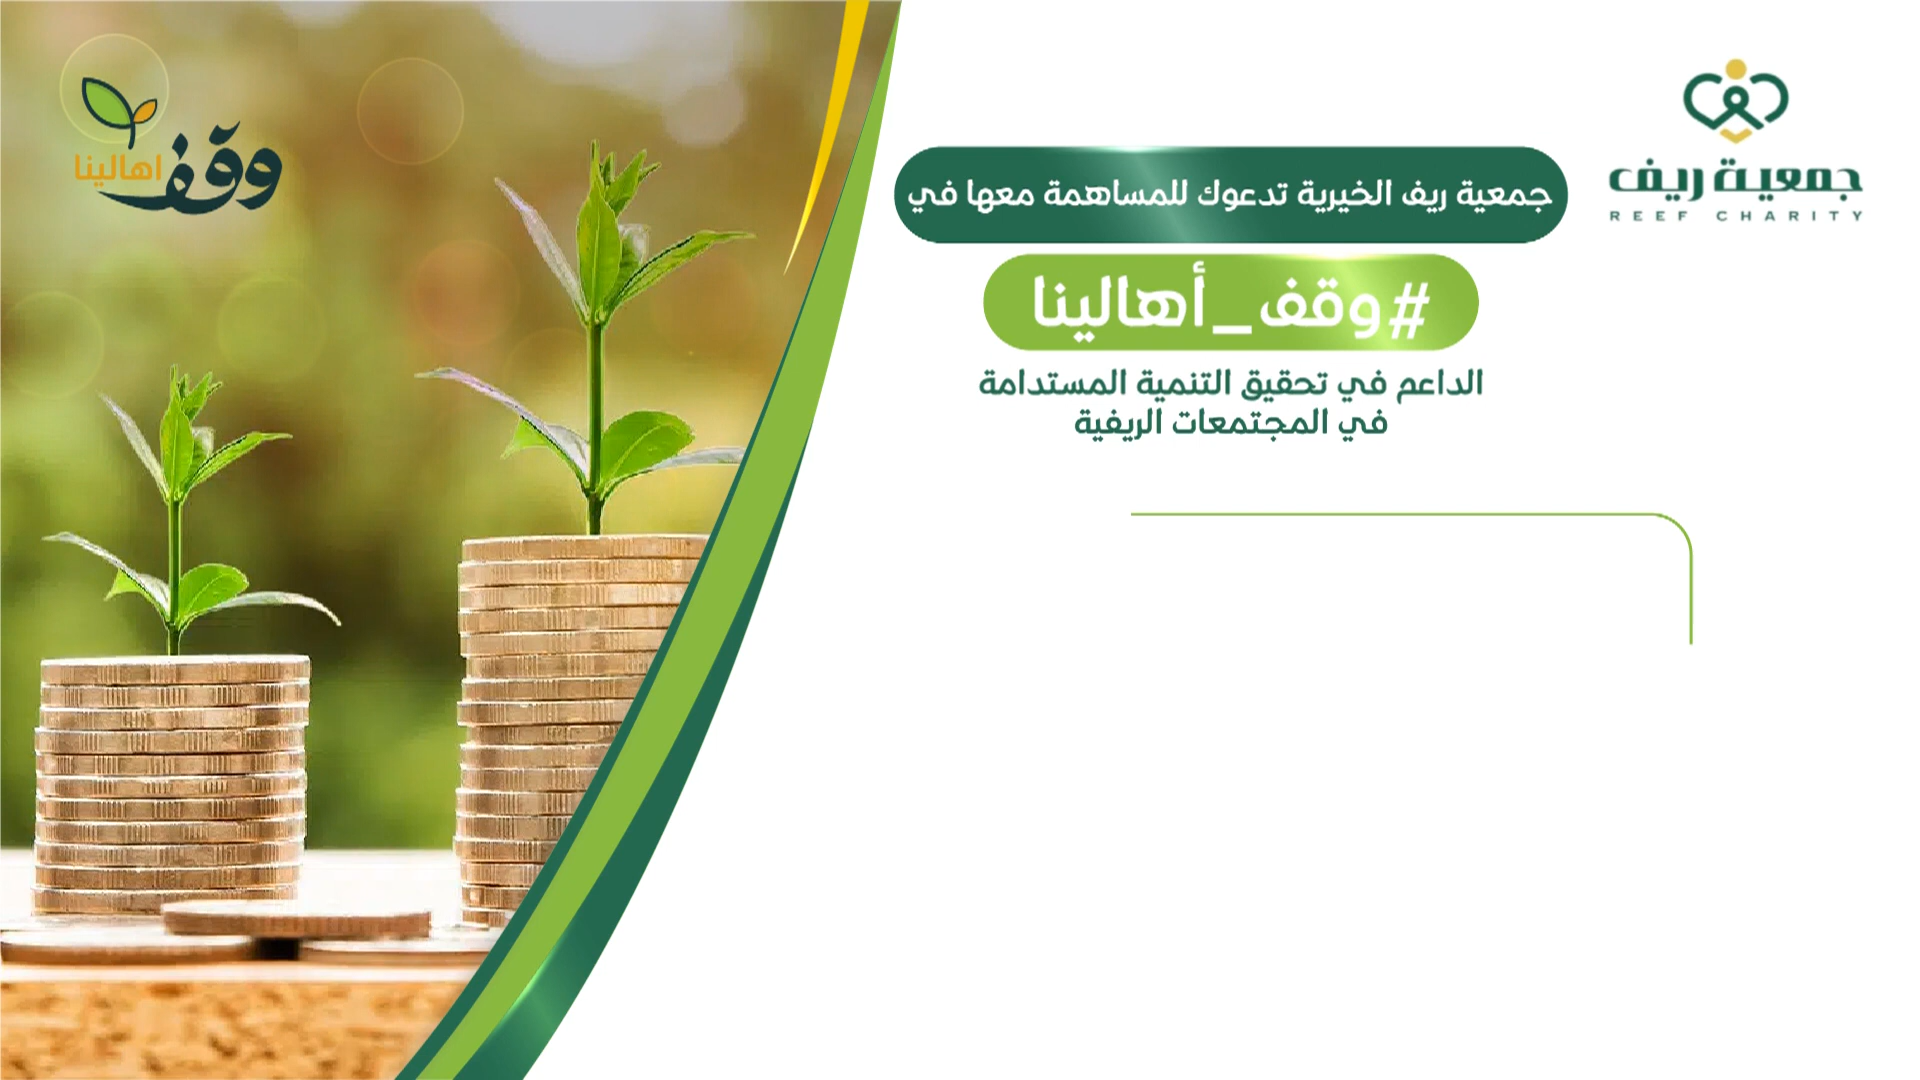 جمعية ريف
REEF CHARITY
جمعية ريف الخيرية تدعوك للمساهمة معها في
#وقف_أهالينا
الداعم في تحقيق التنمية المستدامة
في المجتمعات الريفية
وقف
اهالينا